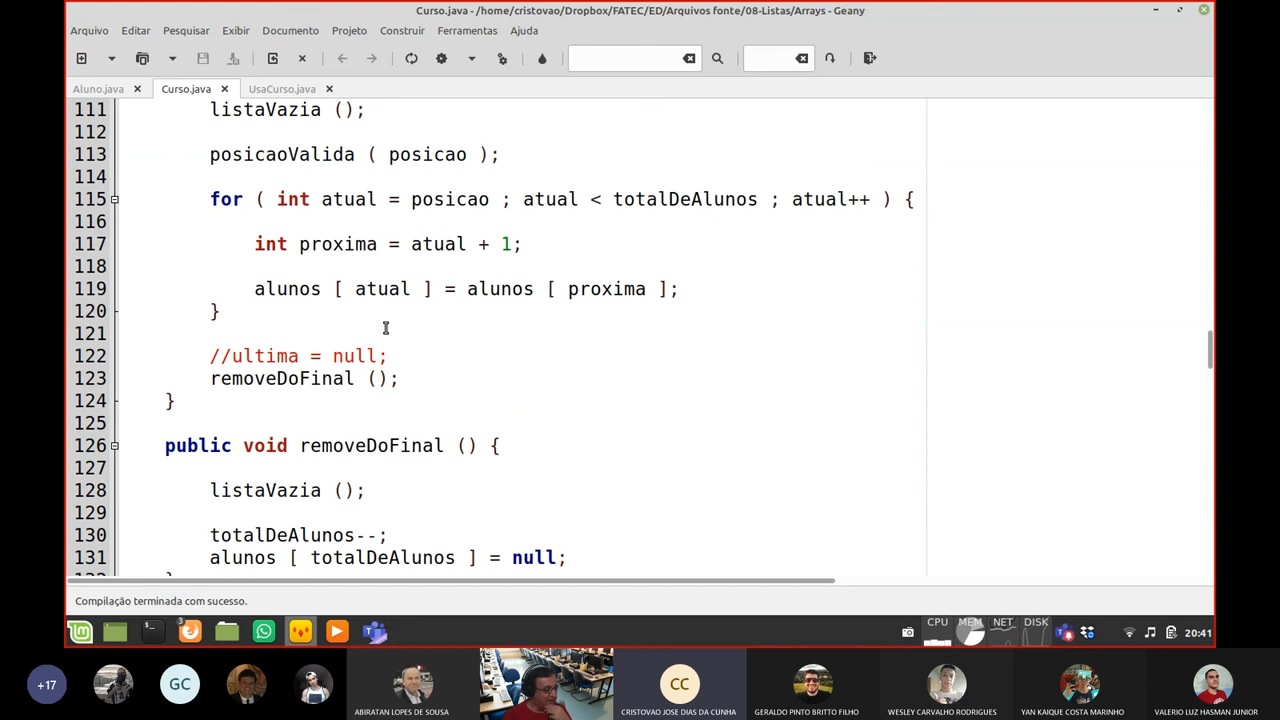 Curso.java - /home/cristovao/Dropbox/FATEC/ED/Arquivos fonte/08-Listas/Arrays - Geany
Arquivo Editar Pesquisar Exibir Documento Projeto Construir Ferramentas Ajuda
Aluno.java Curso.java UsaCurso.java
111 listaVazia ();
112
113 posicaoValida ( posicao );
114
115 for ( int atual = posicao ; atual < totalDeAlunos ; atual++ ) {
116
117 int proxima = atual + 1;
118
119 alunos [ atual ] = alunos [ proxima ];
120 }
121
122 //ultima = null;
123 removeDoFinal ();
124 }
125
126 public void removeDoFinal () {
127
128 listaVazia ();
129
130 totalDeAlunos--;
131 alunos [ totalDeAlunos ] = null;
Compilação terminada com sucesso.
3 CPU MEM NET DISK 20:41
+17 GC CC
ABIRATAN LOPES DE SOUSA CRISTOVAO JOSE DIAS DA CUNHA GERALDO PINTO BRITTO FILHO WESLEY CARVALHO RODRIGUES YAN KAIQUE COSTA MARINHO VALERIO LUZ HASMAN JUNIOR